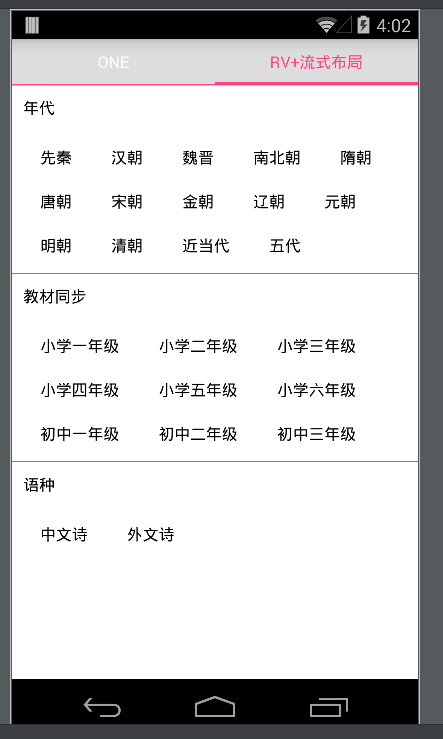 4:02
ONE RV+流式布局
年代
先秦 汉朝 魏晋 南北朝 隋朝
唐朝 宋朝 金朝 辽朝 元朝
明朝 清朝 近当代 五代
教材同步
小学一年级 小学二年级 小学三年级
小学四年级 小学五年级 小学六年级
初中一年级 初中二年级 初中三年级
语种
中文诗 外文诗